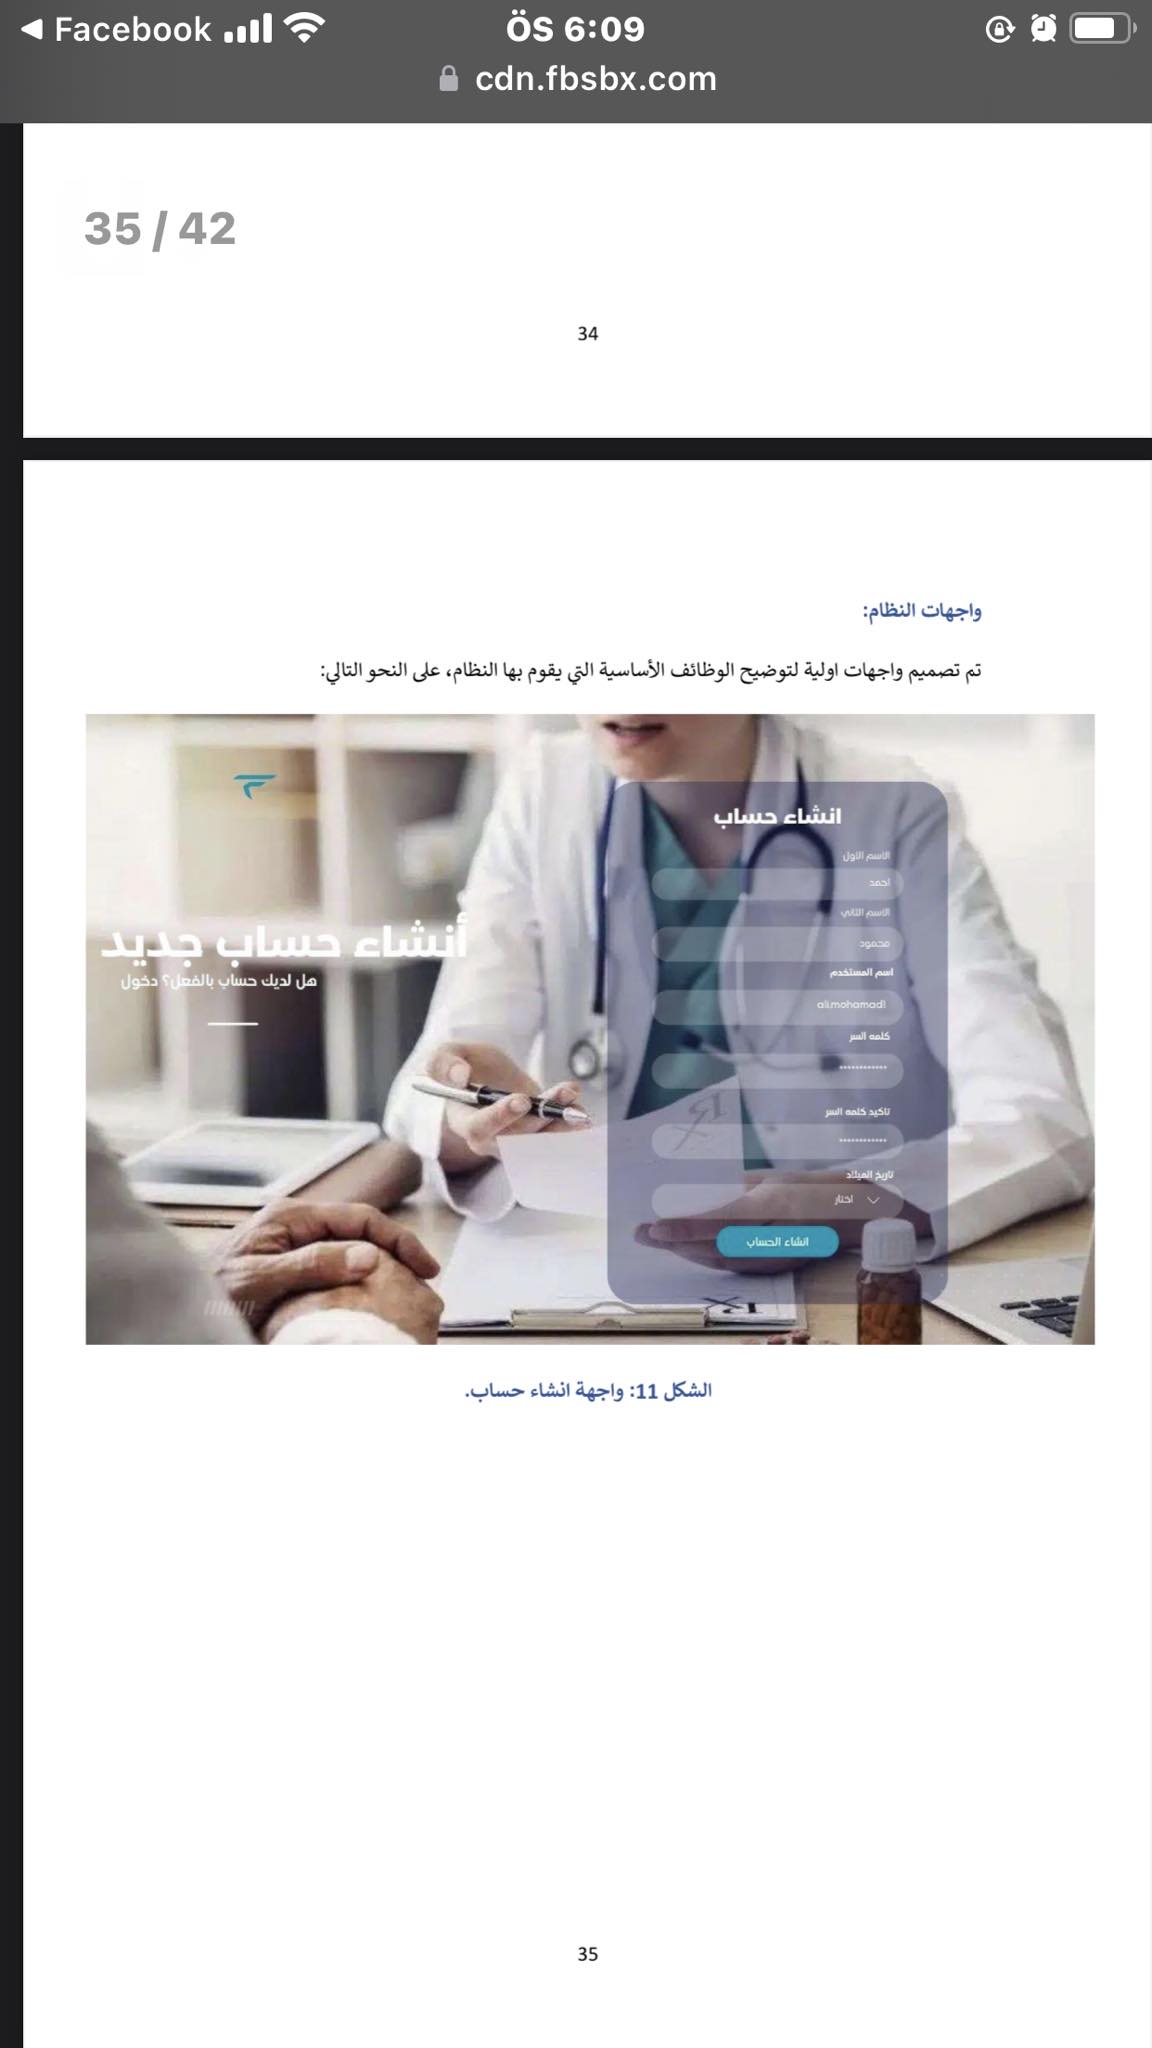 Facebook
ÖS 6:09
cdn.fbsbx.com
35 / 42
34
واجهات النظام:
تم تصميم واجهات اولية لتوضيح الوظائف الأساسية التي يقوم بها النظام، على النحو التالي:
أنشاء حساب جديد
هل لديك حساب بالفعل؟ دخول
انشاء حساب
الاسم الاول
احمد
الاسم الثاني
محمود
اسم المستخدم
ali.mohamad1
كلمه السر
************
تاكيد كلمه السر
************
تاريخ الميلاد
اختار
انشاء الحساب
الشكل 11: واجهة انشاء حساب.
35